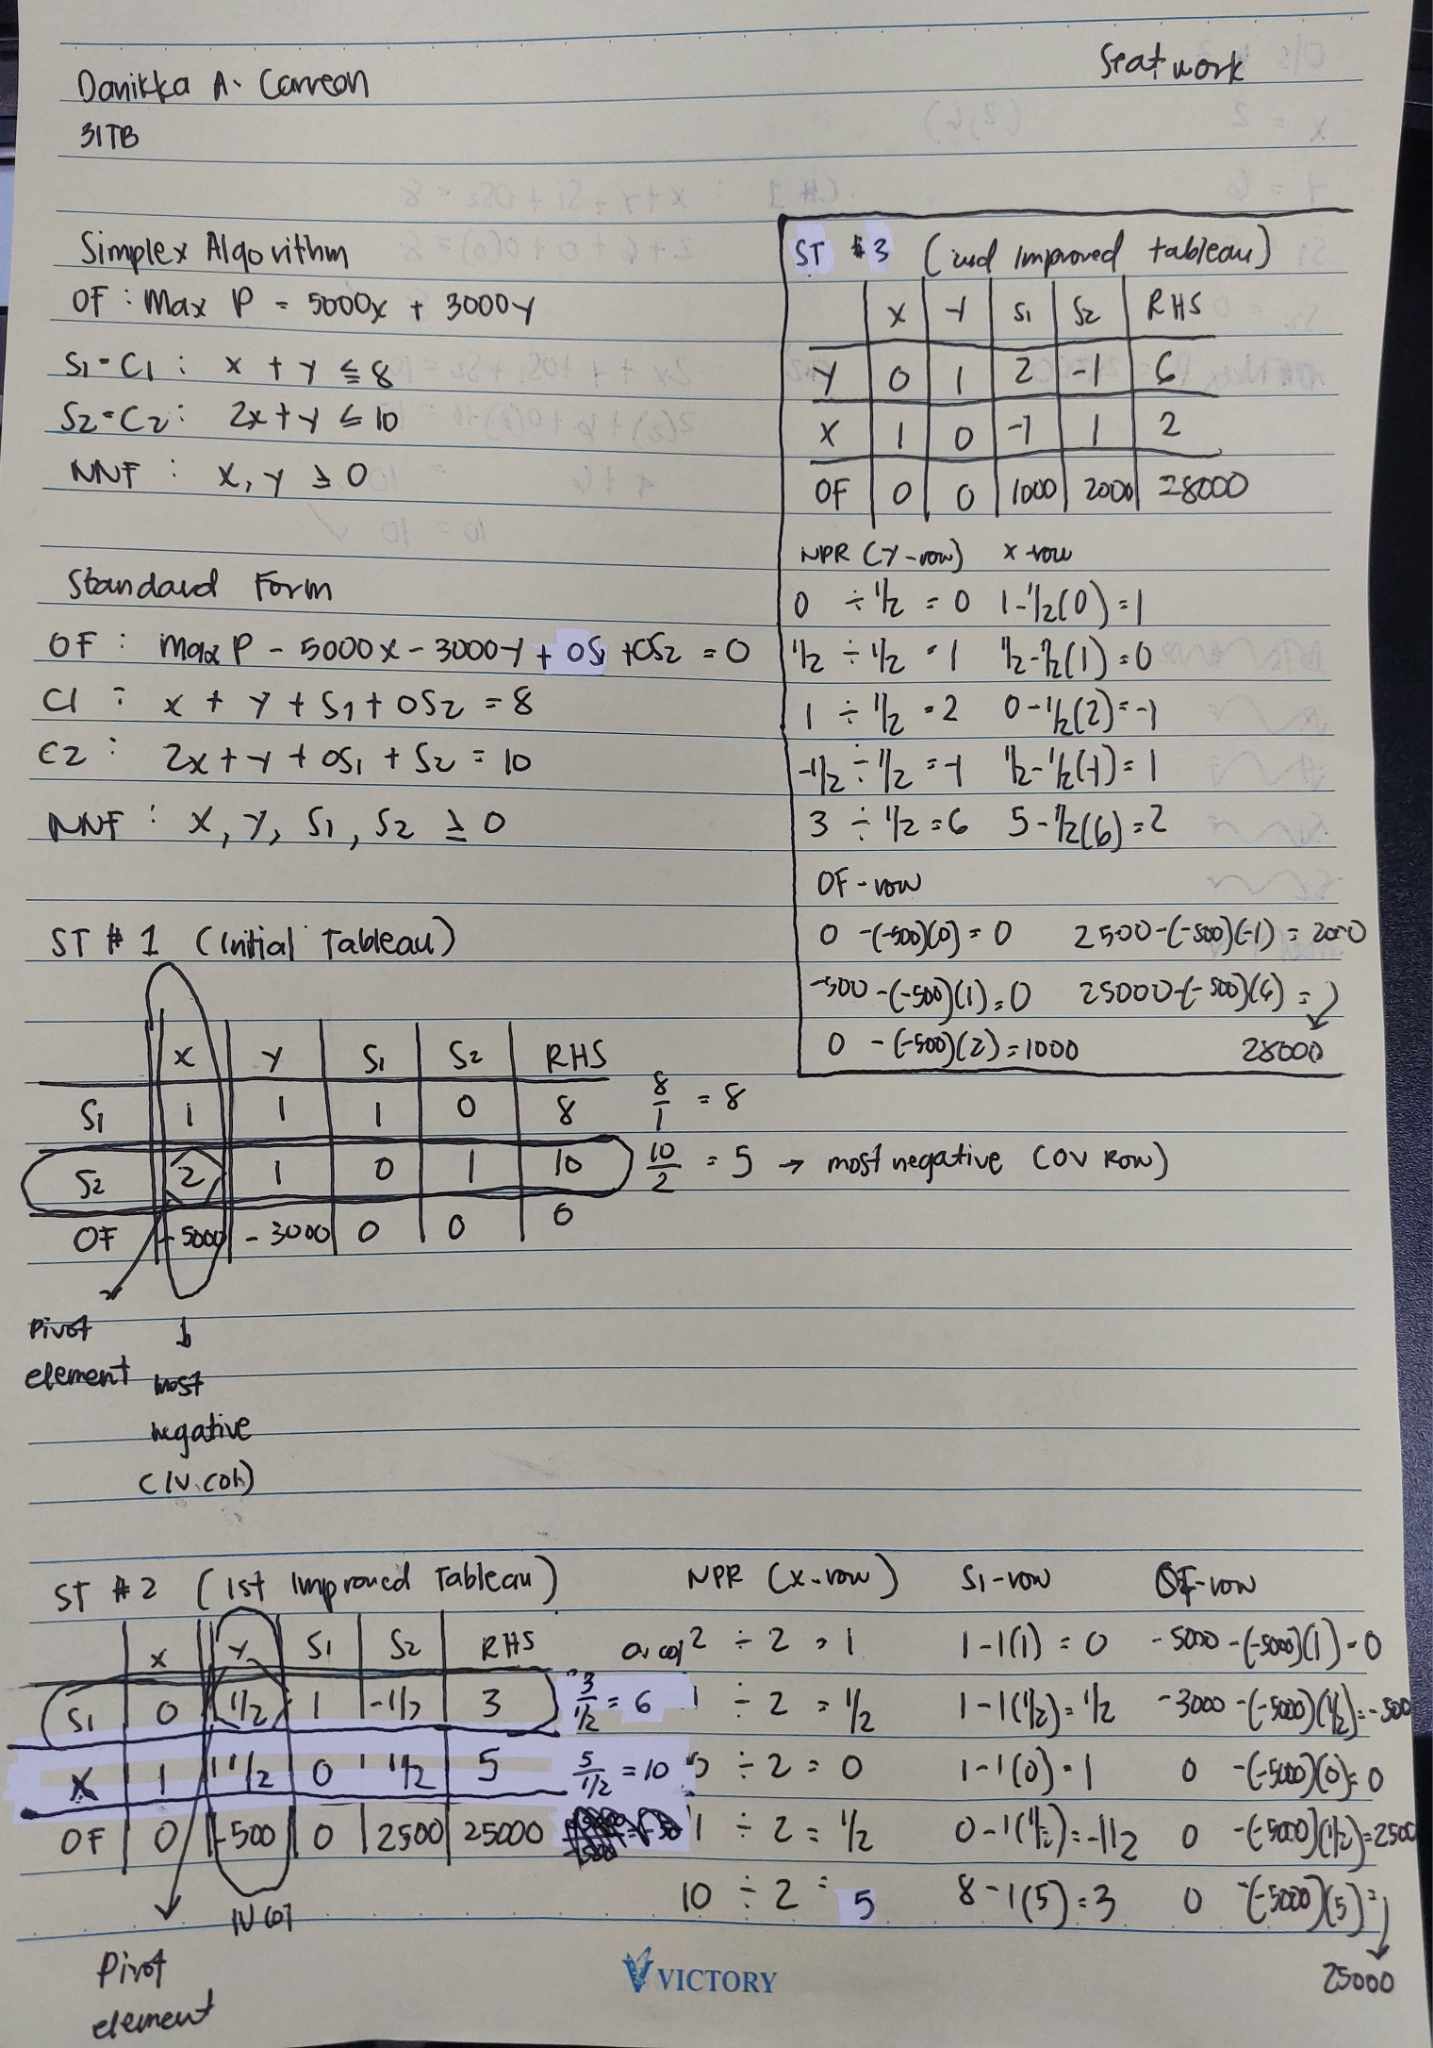 Danikka A. Carreon
Seatwork
3ITB
Simplex Algorithm
OF : Max P = 5000x + 3000y
S1 - C1 : x + y ≤ 8
S2 - C2 : 2x + y ≤ 10
NNF : x, y ≥ 0
Standard Form
OF : Max P - 5000x - 3000y + 0S1 + 0S2 = 0
C1 : x + y + S1 + 0S2 = 8
C2 : 2x + y + 0S1 + S2 = 10
NNF : x, y, S1, S2 ≥ 0
ST # 1 (Initial Tableau)
X Y S1 S2 RHS
S1 1 1 1 0 8 8/1 = 8
S2 2 1 0 1 10 10/2 = 5 → most negative (OV Row)
OF -5000 -3000 0 0 0
Pivot element
most negative
(IV. col.)
ST # 2 (1st Improved Tableau)
X Y S1 S2 RHS
S1 0 1/2 1 -1/2 3 3/1/2 = 6
X 1 1/2 0 1/2 5 5/1/2 = 10
OF 0 -500 0 2500 25000
IV col
Pivot element
NPR (X-row)
2 ÷ 2 = 1
1 ÷ 2 = 1/2
0 ÷ 2 = 0
1 ÷ 2 = 1/2
10 ÷ 2 = 5
S1-row
1-1(1) = 0
1-1(1/2) = 1/2
1-1(0) = 1
0-1(1/2) = -1/2
8-1(5) = 3
OF-row
-5000 -(-5000)(1) = 0
-3000 -(-5000)(1/2) = -500
0 -(-5000)(0) = 0
0 -(-5000)(1/2) = 2500
0 -(-5000)(5) =
25000
ST # 3 (2nd Improved tableau)
X Y S1 S2 RHS
Y 0 1 2 -1 6
X 1 0 -1 1 2
OF 0 0 1000 2000 28000
NPR (Y-row) X-row
0 ÷ 1/2 = 0 1-1/2(0) = 1
1/2 ÷ 1/2 = 1 1/2-1/2(1) = 0
1 ÷ 1/2 = 2 0-1/2(2) = -1
-1/2 ÷ 1/2 = -1 1/2-1/2(-1) = 1
3 ÷ 1/2 = 6 5-1/2(6) = 2
OF-row
0 -(-500)(0) = 0 2500-(-500)(-1) = 2000
-500 -(-500)(1) = 0 25000-(-500)(6) =
0 -(-500)(2) = 1000 28000
VICTORY